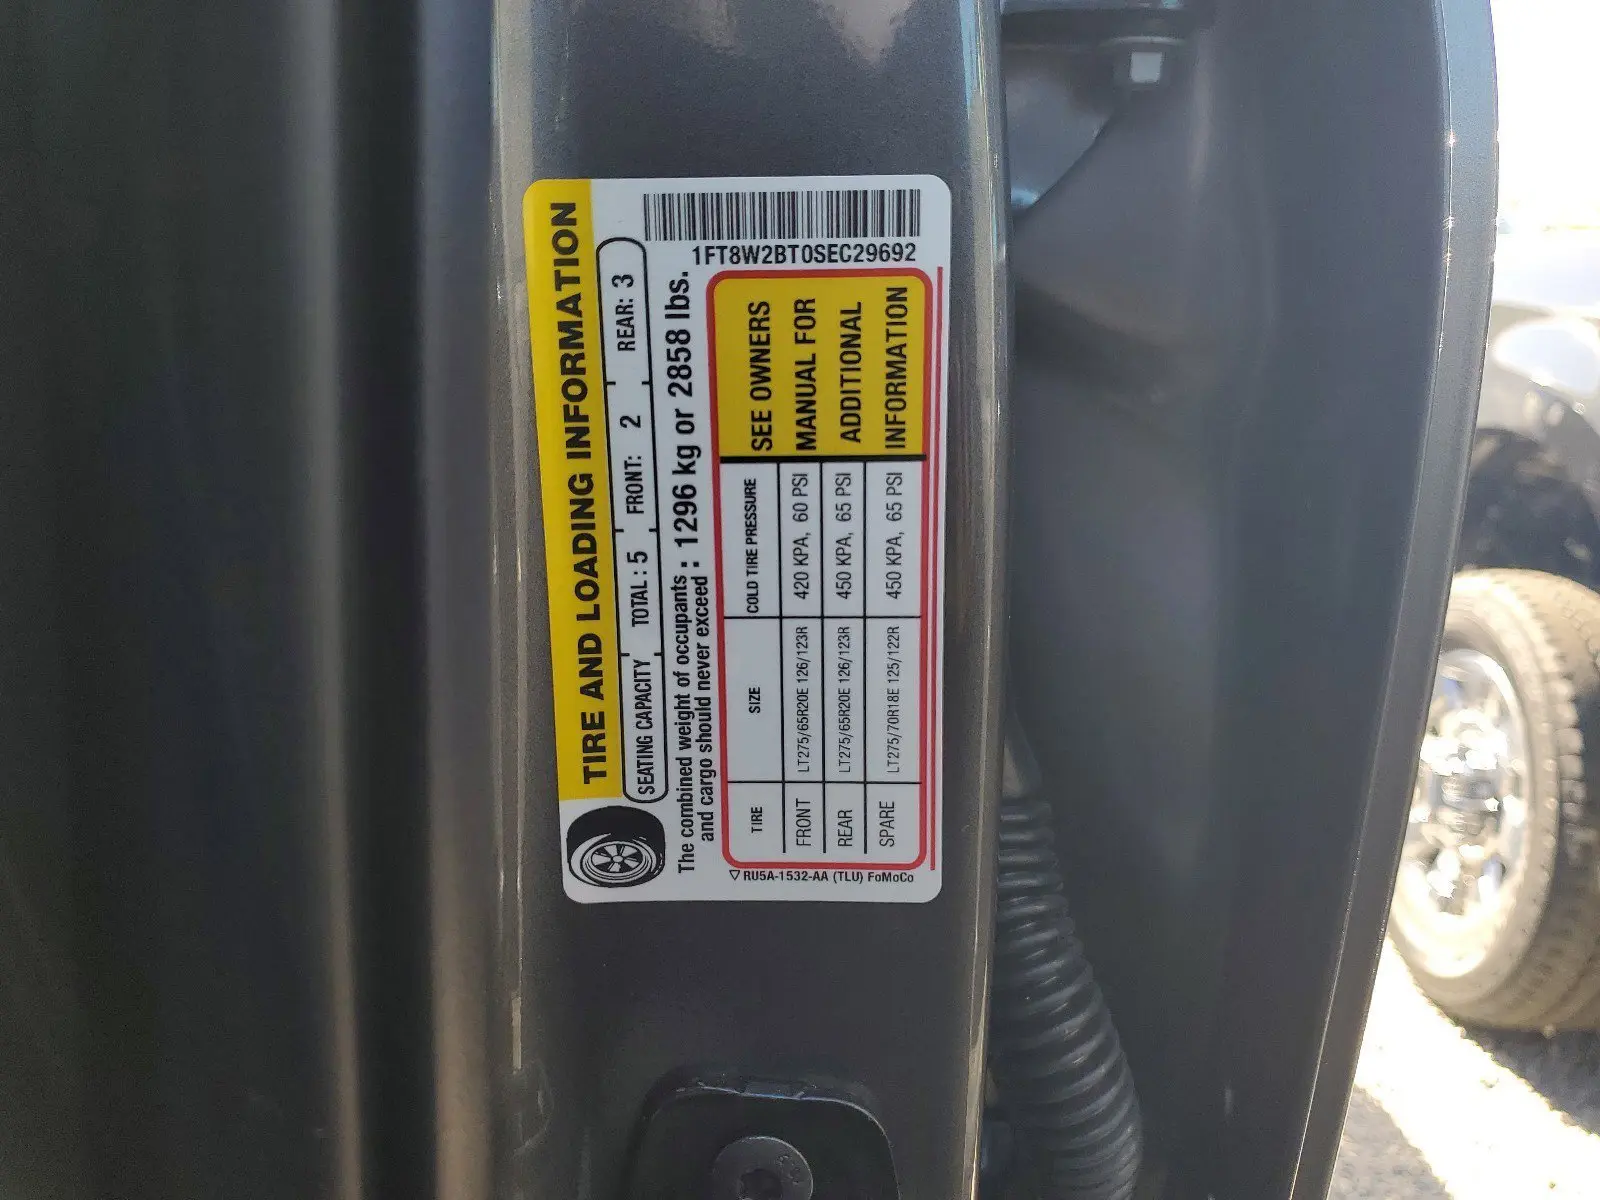 TIRE AND LOADING INFORMATION
SEATING CAPACITY TOTAL : 5 FRONT: 2 REAR: 3
The combined weight of occupants
and cargo should never exceed : 1296 kg or 2858 lbs.
1FT8W2BT0SEC29692
TIRE SIZE COLD TIRE PRESSURE
FRONT LT275/65R20E 126/123R 420 KPA, 60 PSI
REAR LT275/65R20E 126/123R 450 KPA, 65 PSI
SPARE LT275/70R18E 125/122R 450 KPA, 65 PSI
SEE OWNERS
MANUAL FOR
ADDITIONAL
INFORMATION
RU5A-1532-AA (TLU) FoMoCo